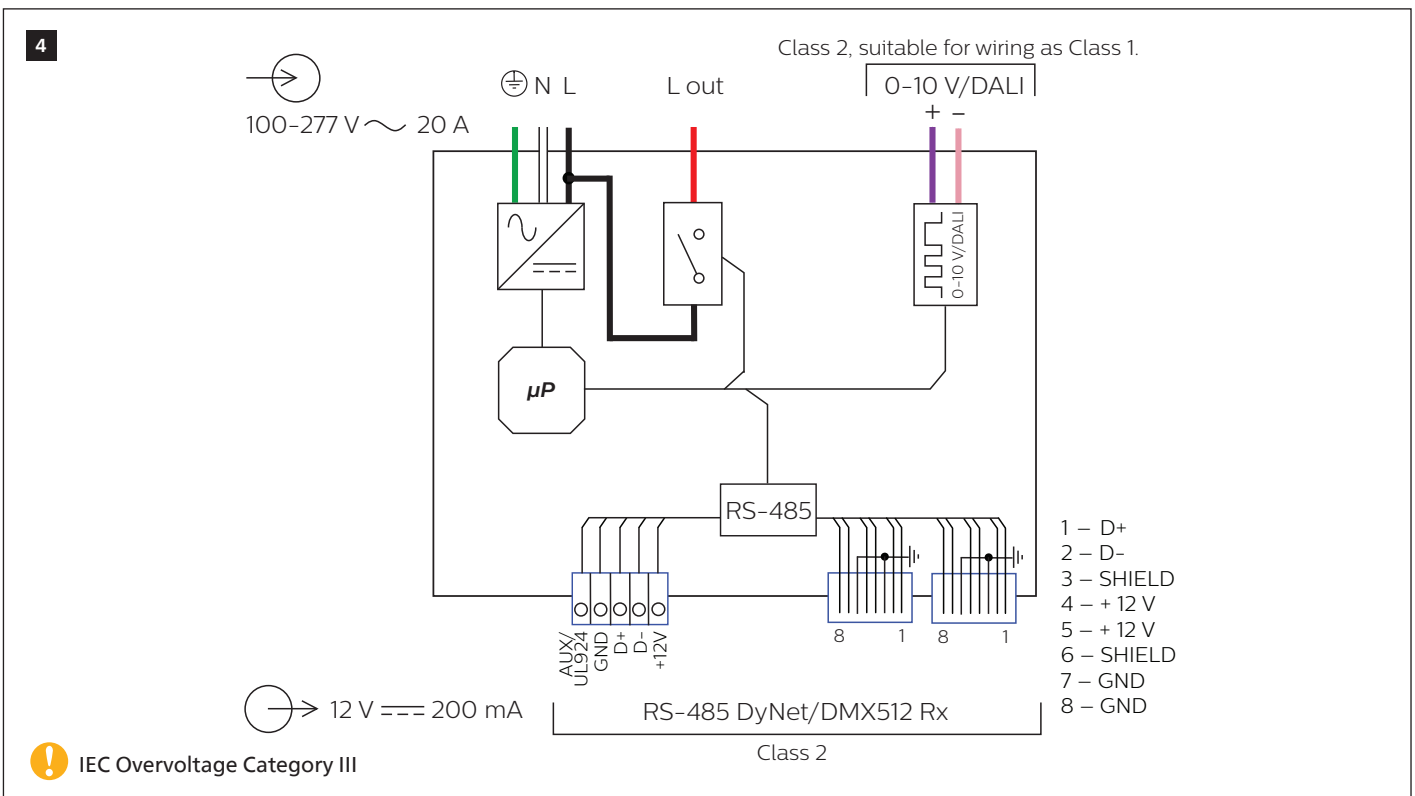 4
Class 2, suitable for wiring as Class 1.
N L
L out
0-10 V/DALI
+ −
100-277 V 20 A
0-10 V/DALI
µP
RS-485
1 – D+
2 – D-
3 – SHIELD
4 – + 12 V
5 – + 12 V
6 – SHIELD
7 – GND
8 – GND
8 1
8 1
AUX/
UL924
GND
D+
D-
+12V
12 V 200 mA
RS-485 DyNet/DMX512 Rx
Class 2
! IEC Overvoltage Category III